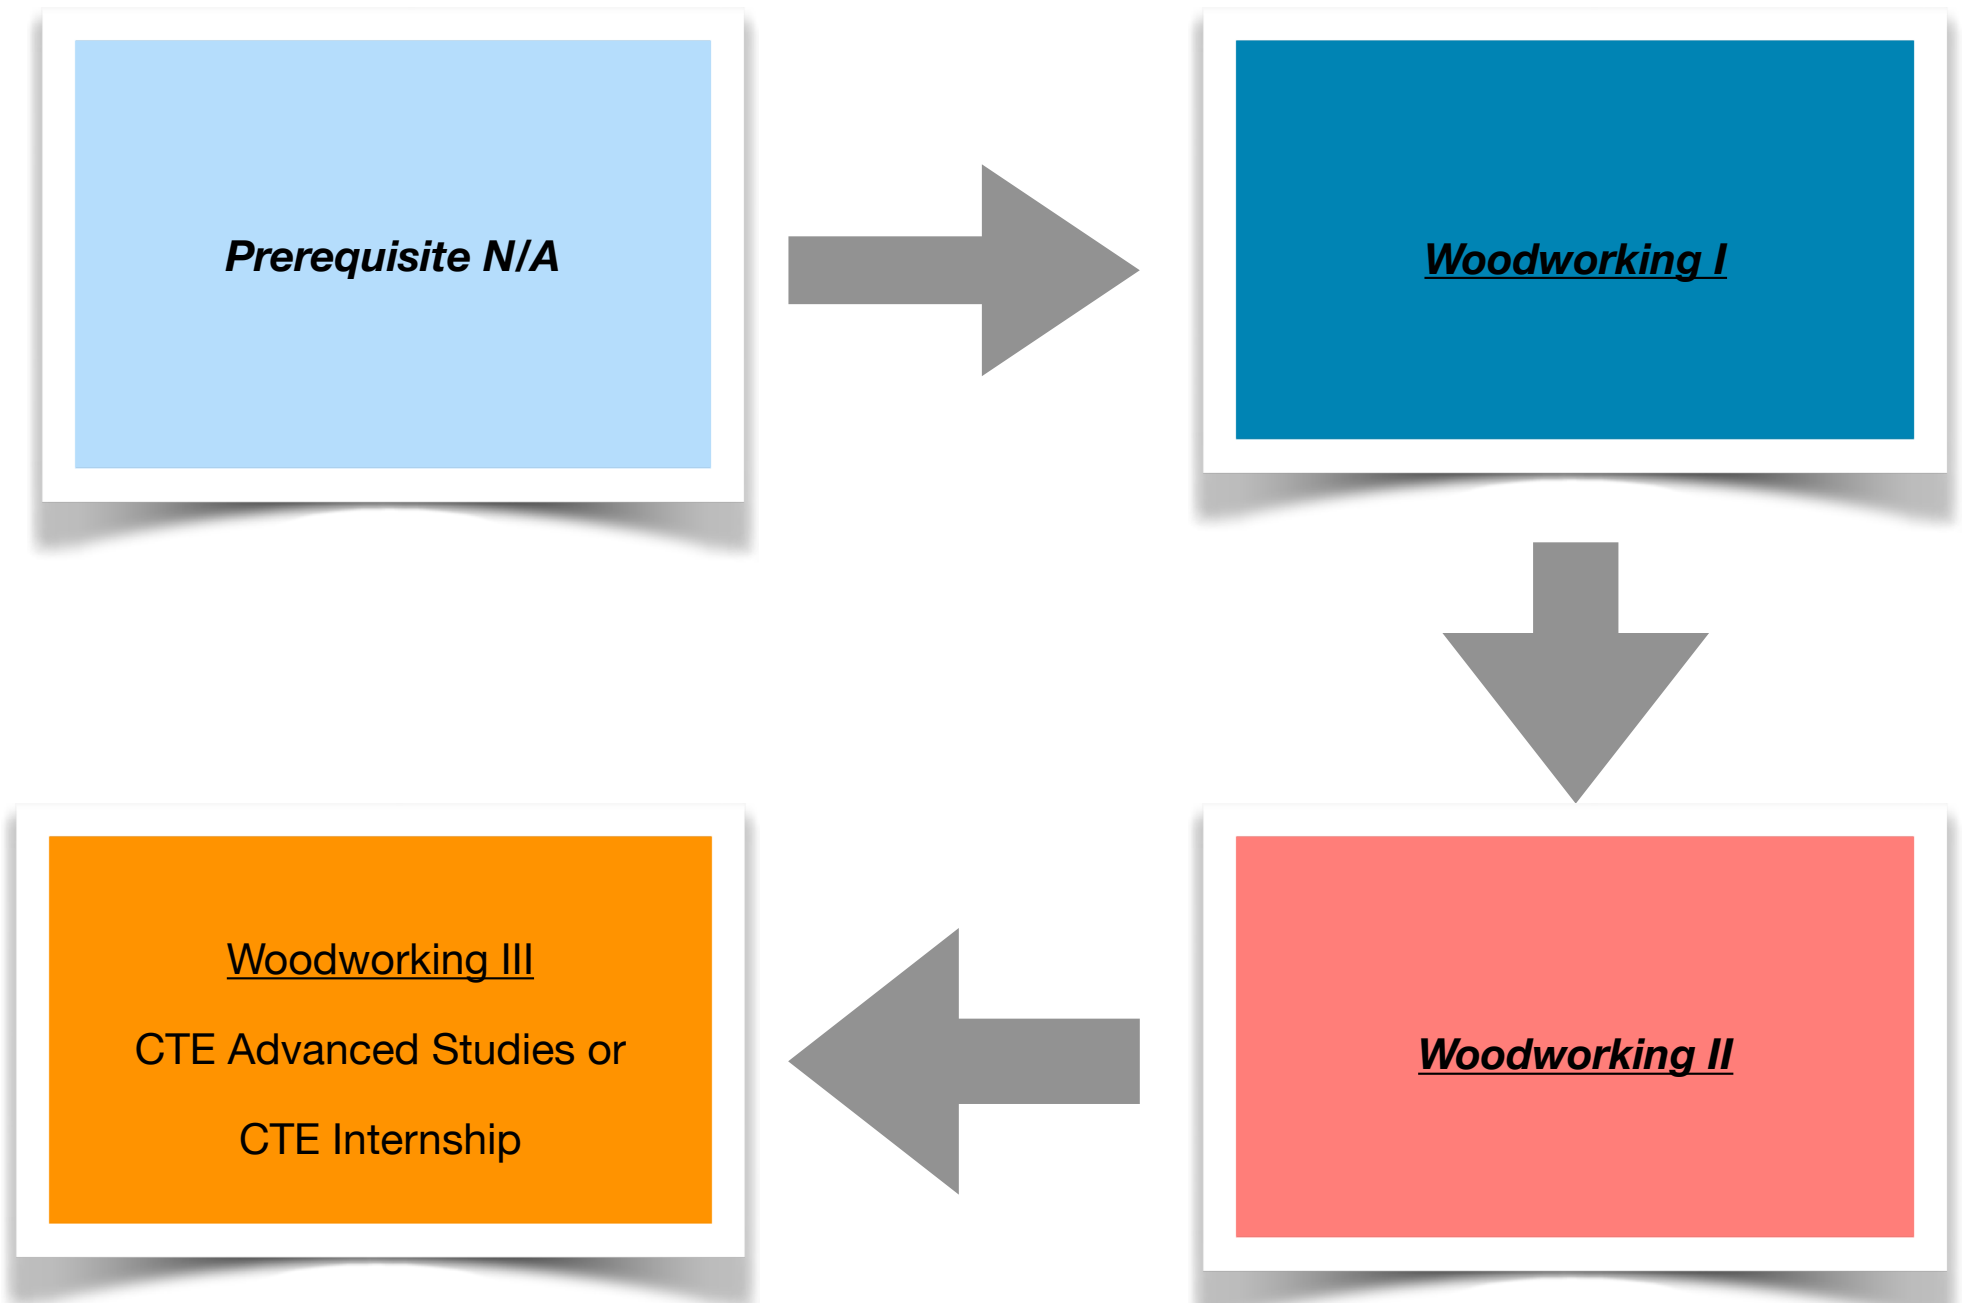 Prerequisite N/A
Woodworking I
Woodworking II
Woodworking III
CTE Advanced Studies or
CTE Internship